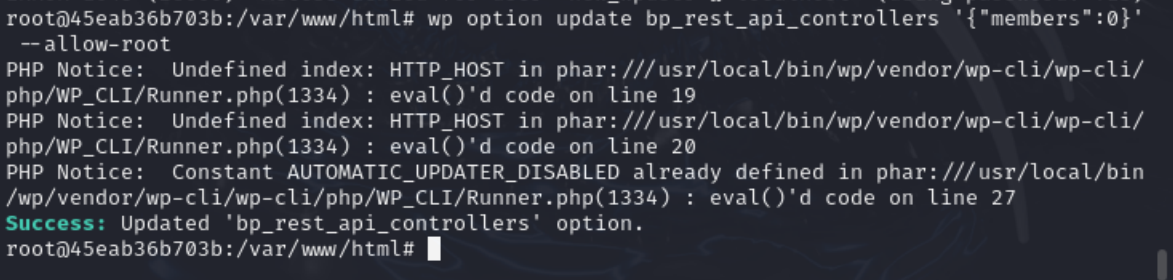 root@45eab36b703b:/var/www/html# wp option update bp_rest_api_controllers '{"members":0}'
 --allow-root
PHP Notice:  Undefined index: HTTP_HOST in phar:///usr/local/bin/wp/vendor/wp-cli/wp-cli/
php/WP_CLI/Runner.php(1334) : eval()'d code on line 19
PHP Notice:  Undefined index: HTTP_HOST in phar:///usr/local/bin/wp/vendor/wp-cli/wp-cli/
php/WP_CLI/Runner.php(1334) : eval()'d code on line 20
PHP Notice:  Constant AUTOMATIC_UPDATER_DISABLED already defined in phar:///usr/local/bin
/wp/vendor/wp-cli/wp-cli/php/WP_CLI/Runner.php(1334) : eval()'d code on line 27
Success: Updated 'bp_rest_api_controllers' option.
root@45eab36b703b:/var/www/html#